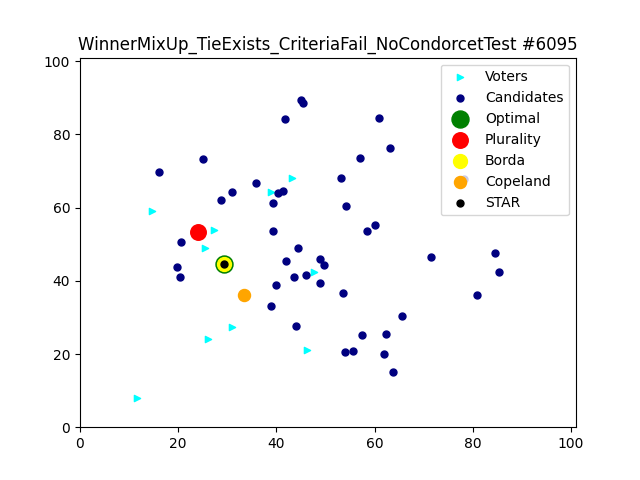 WinnerMixUp_TieExists_CriteriaFail_NoCondorcetTest #6095
100
80
60
40
20
0
0
20
40
60
80
100
Voters
Candidates
Optimal
Plurality
Borda
Copeland
STAR